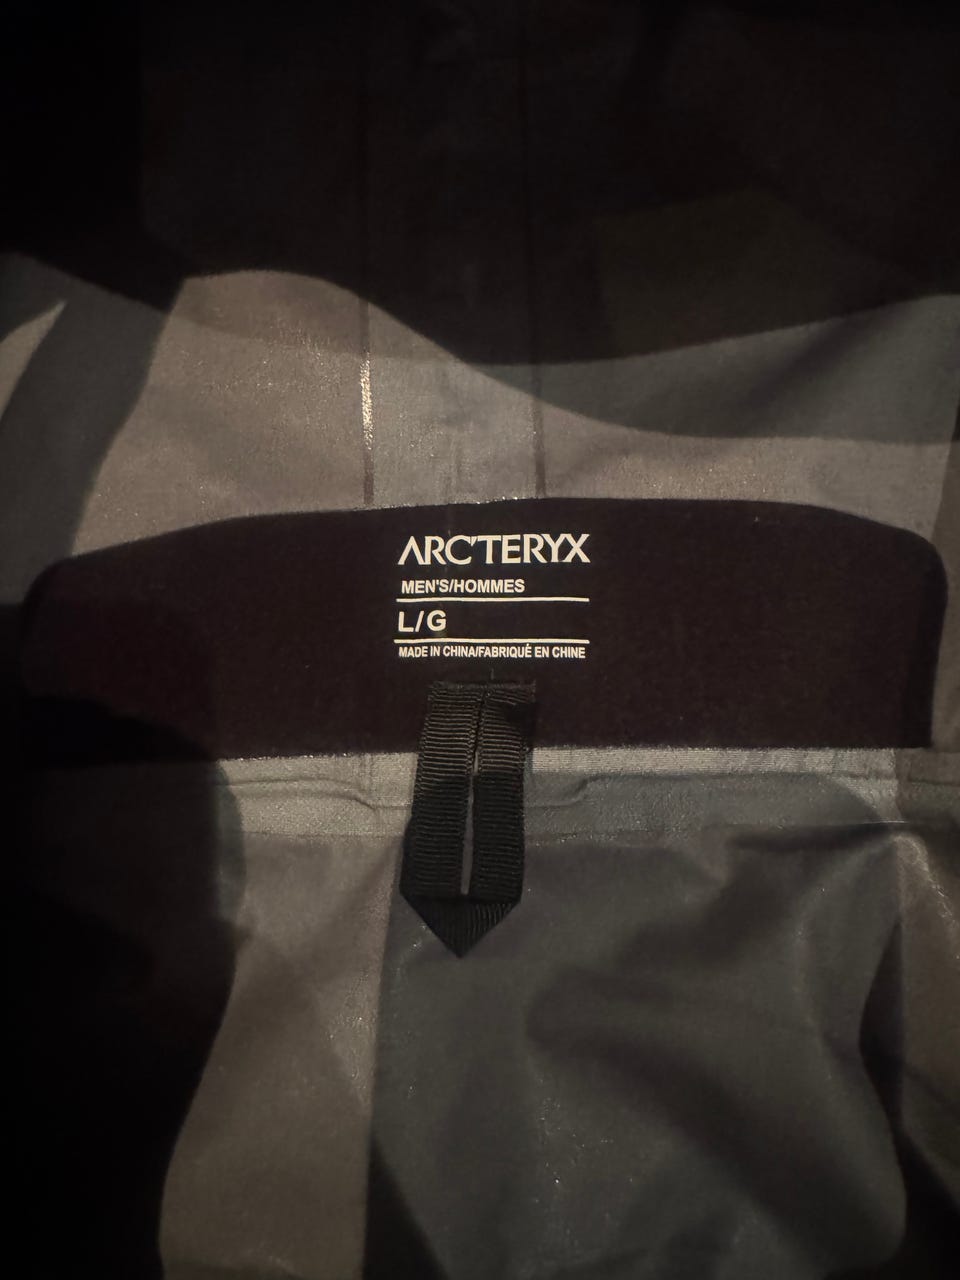 ARC'TERYX
MEN'S/HOMMES
L/G
MADE IN CHINA/FABRIQUÉ EN CHINE